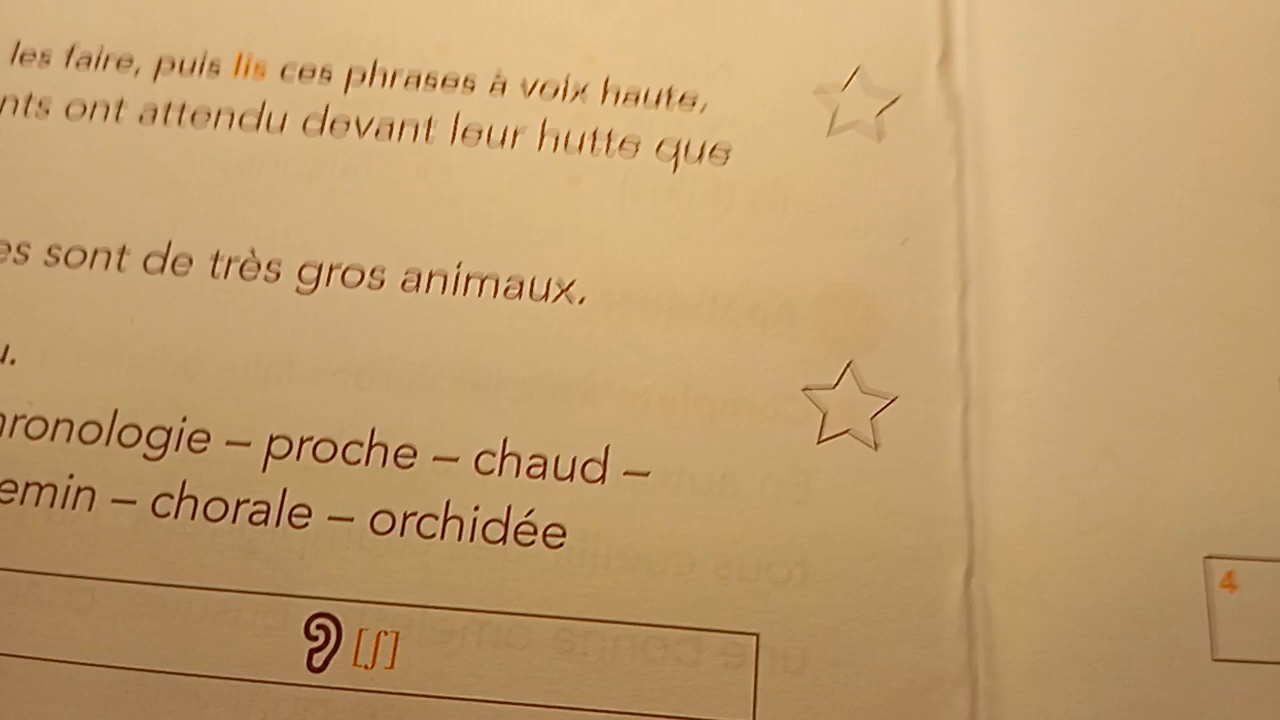 les faire, puis lis ces phrases à voix haute,
nts ont attendu devant leur hutte que
es sont de très gros animaux.
u.
hronologie – proche – chaud –
emin – chorale – orchidée
[ʃ]
4